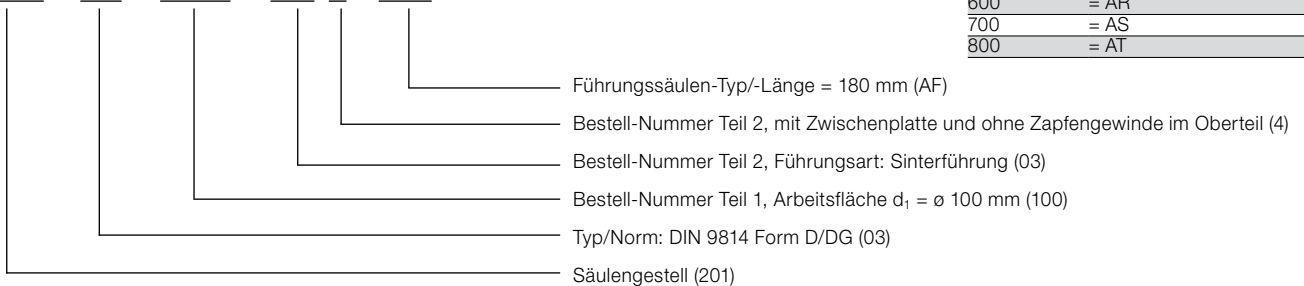 600 = AR
700 = AS
800 = AT
Führungssäulen-Typ/-Länge = 180 mm (AF)
Bestell-Nummer Teil 2, mit Zwischenplatte und ohne Zapfengewinde im Oberteil (4)
Bestell-Nummer Teil 2, Führungsart: Sinterführung (03)
Bestell-Nummer Teil 1, Arbeitsfläche d₁ = ø 100 mm (100)
Typ/Norm: DIN 9814 Form D/DG (03)
Säulengestell (201)